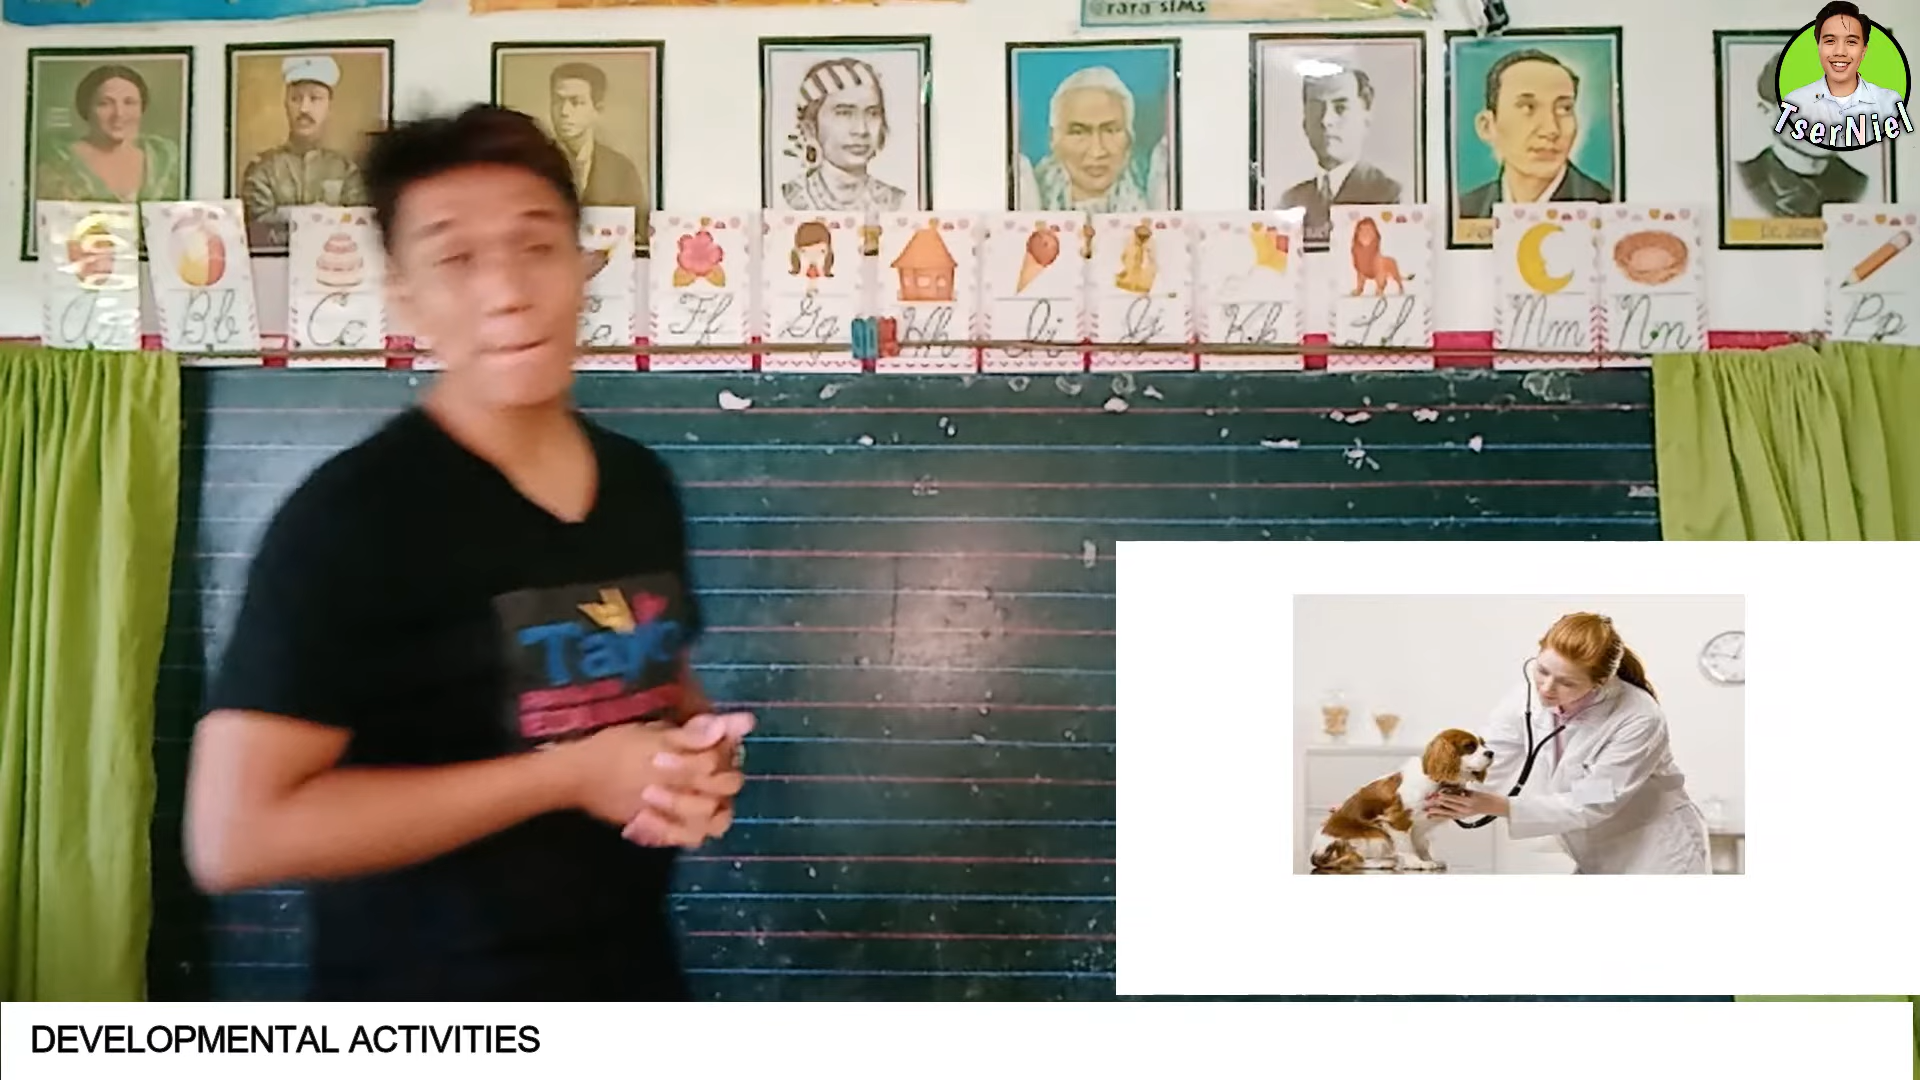 @rara sims
TserNiel
Aa
Bb
Cc
Ff
Gg
Hh
Ii
Jj
Kk
Ll
Mm
Nn
Pp
DEVELOPMENTAL ACTIVITIES